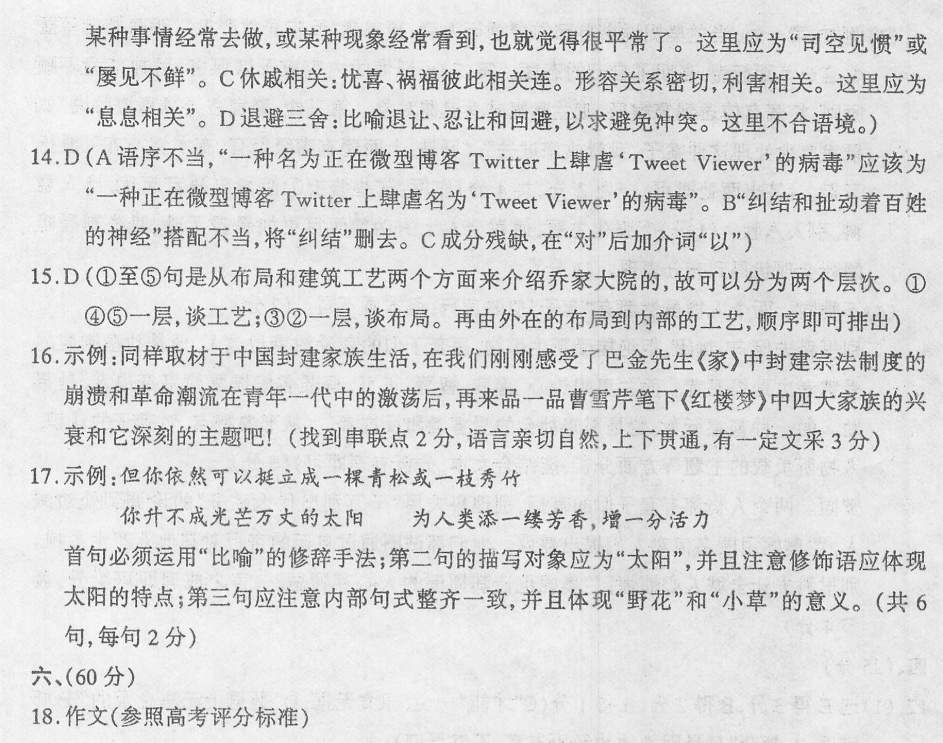 某种事情经常去做,或某种现象经常看到,也就觉得很平常了。这里应为“司空见惯”或
“屡见不鲜”。C休戚相关:忧喜、祸福彼此相关连。形容关系密切,利害相关。这里应为
“息息相关”。D退避三舍:比喻退让、忍让和回避,以求避免冲突。这里不合语境。)
14.D(A语序不当,“一种名为正在微型博客 Twitter 上肆虐‘Tweet Viewer’的病毒”应该为
“一种正在微型博客 Twitter 上肆虐名为‘Tweet Viewer’的病毒”。B“纠结和扯动着百姓
的神经”搭配不当,将“纠结”删去。C成分残缺,在“对”后加介词“以”)
15.D(①至⑤句是从布局和建筑工艺两个方面来介绍乔家大院的,故可以分为两个层次。①
④⑤一层,谈工艺;③②一层,谈布局。再由外在的布局到内部的工艺,顺序即可排出)
16.示例:同样取材于中国封建家族生活,在我们刚刚感受了巴金先生《家》中封建宗法制度的
崩溃和革命潮流在青年一代中的激荡后,再来品一品曹雪芹笔下《红楼梦》中四大家族的兴
衰和它深刻的主题吧!(找到串联点2分,语言亲切自然,上下贯通,有一定文采3分)
17.示例:但你依然可以挺立成一棵青松或一枝秀竹
你升不成光芒万丈的太阳 为人类添一缕芳香,增一分活力
首句必须运用“比喻”的修辞手法;第二句的描写对象应为“太阳”,并且注意修饰语应体现
太阳的特点;第三句应注意内部句式整齐一致,并且体现“野花”和“小草”的意义。(共6
句,每句2分)
六、(60分)
18.作文(参照高考评分标准)